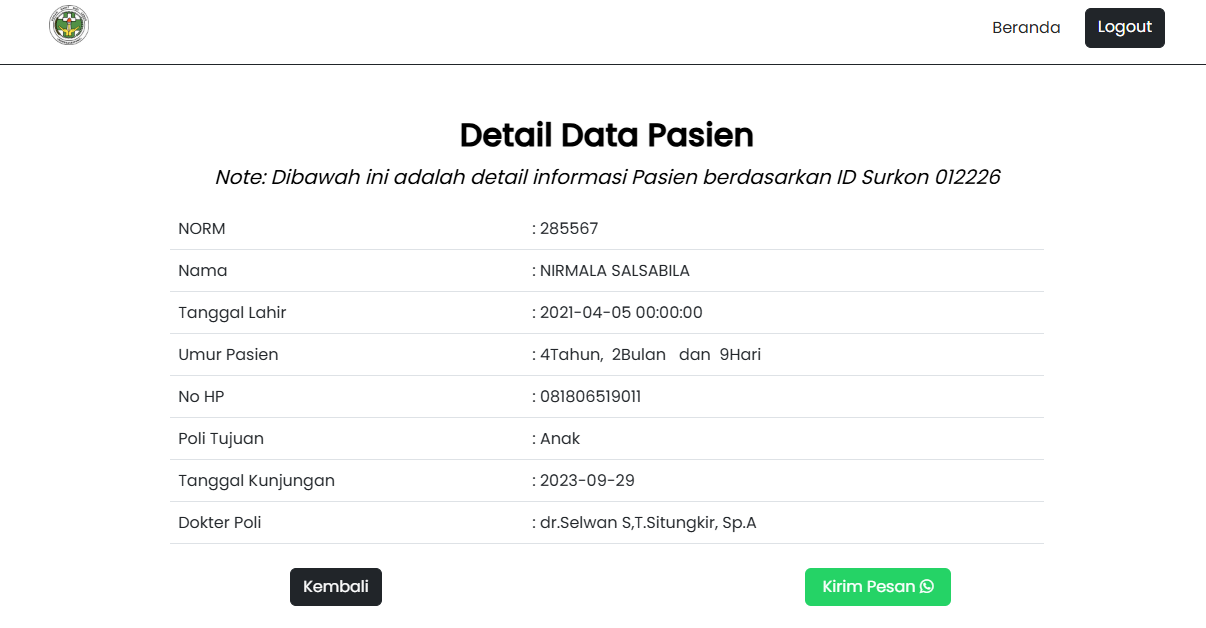 Beranda Logout
Detail Data Pasien
Note: Dibawah ini adalah detail informasi Pasien berdasarkan ID Surkon 012226
NORM : 285567
Nama : NIRMALA SALSABILA
Tanggal Lahir : 2021-04-05 00:00:00
Umur Pasien : 4Tahun, 2Bulan dan 9Hari
No HP : 081806519011
Poli Tujuan : Anak
Tanggal Kunjungan : 2023-09-29
Dokter Poli : dr.Selwan S,T.Situngkir, Sp.A
Kembali Kirim Pesan